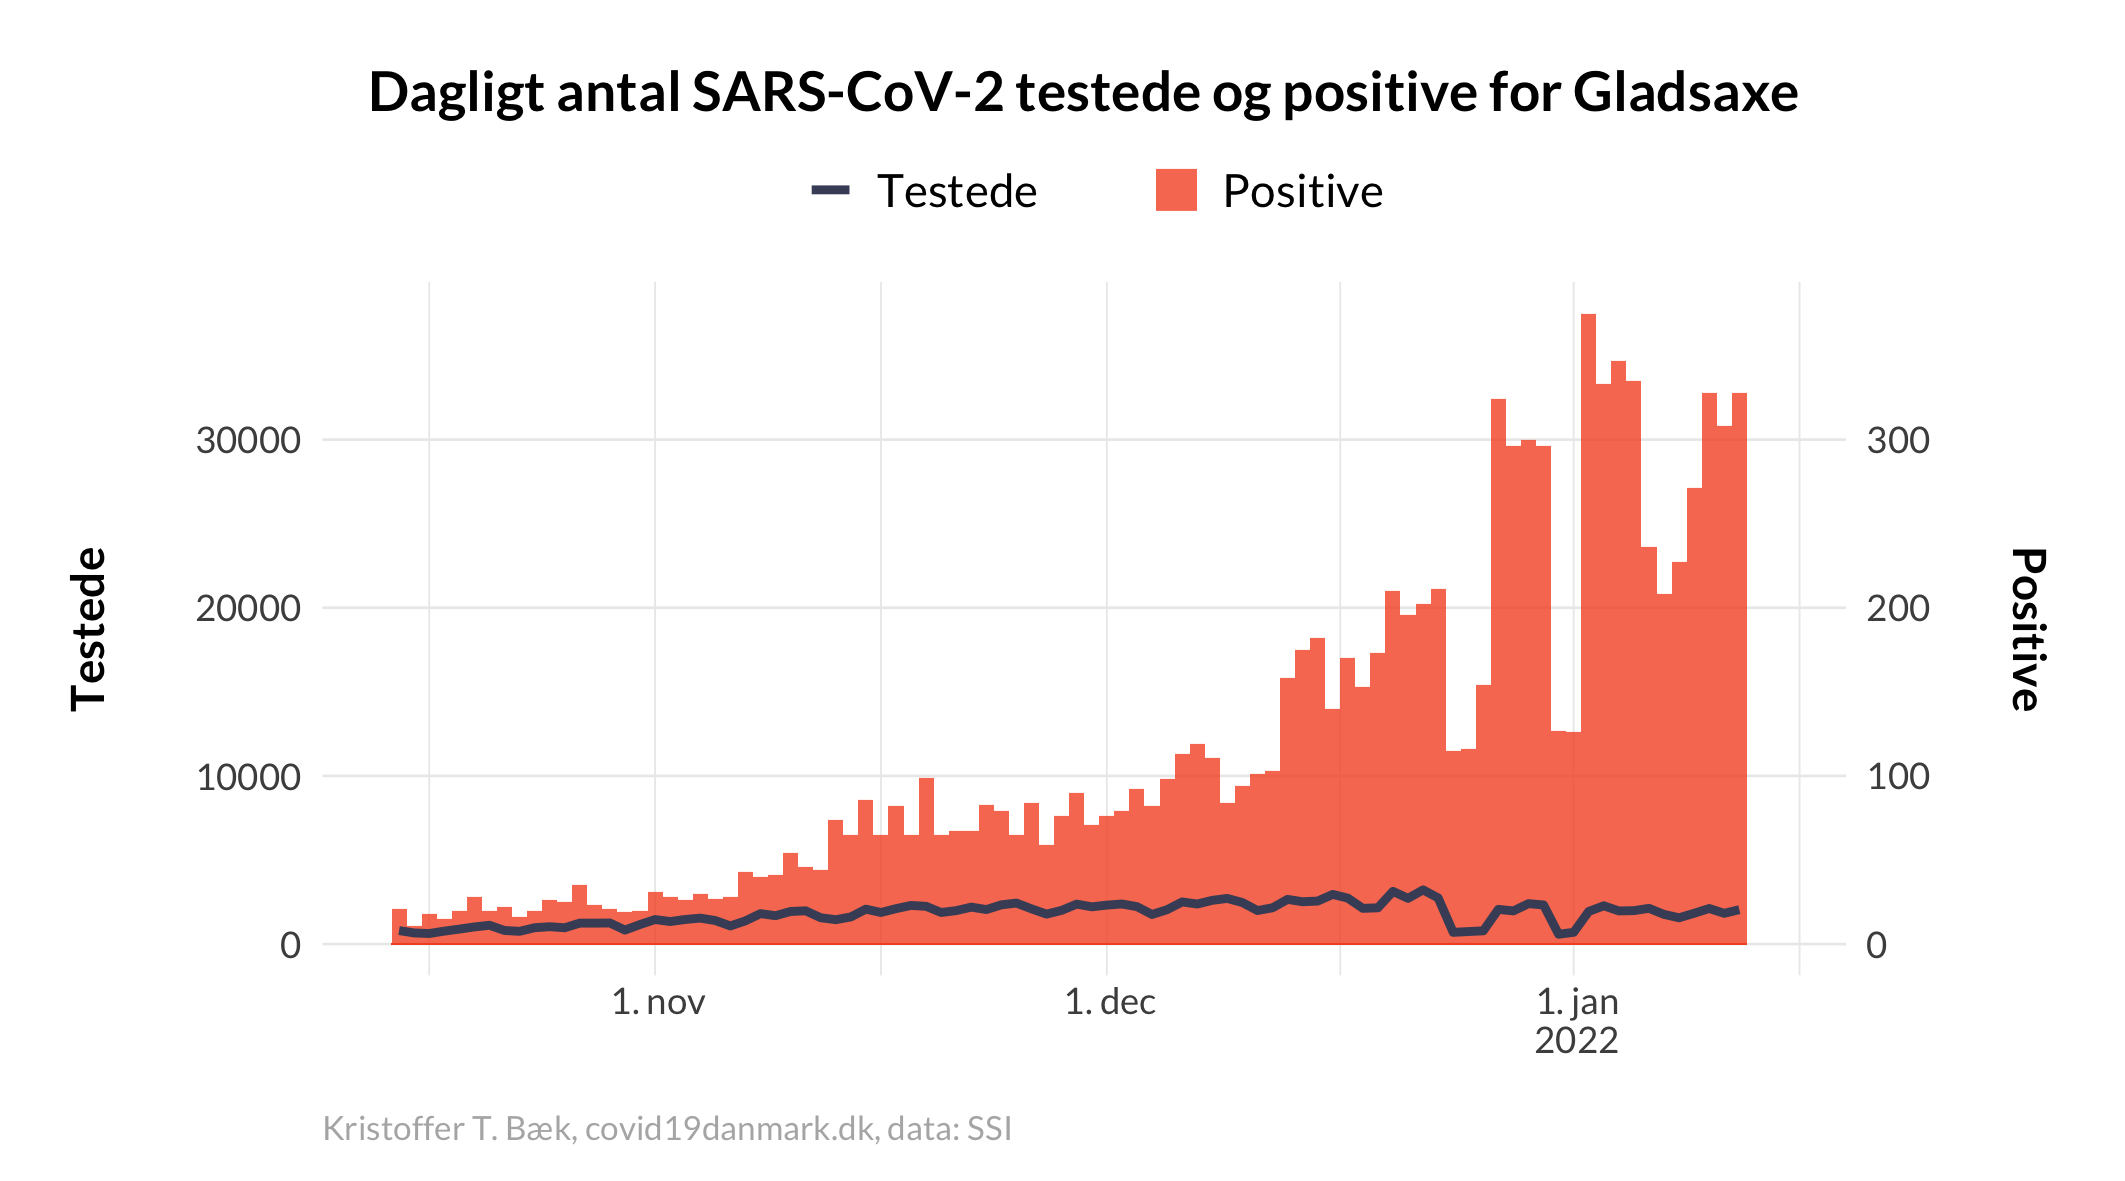 Dagligt antal SARS-CoV-2 testede og positive for Gladsaxe
Testede
Positive
30000
20000
10000
0
Testede
300
200
100
0
Positive
1. nov
1. dec
1. jan
2022
Kristoffer T. Bæk, covid19danmark.dk, data: SSI